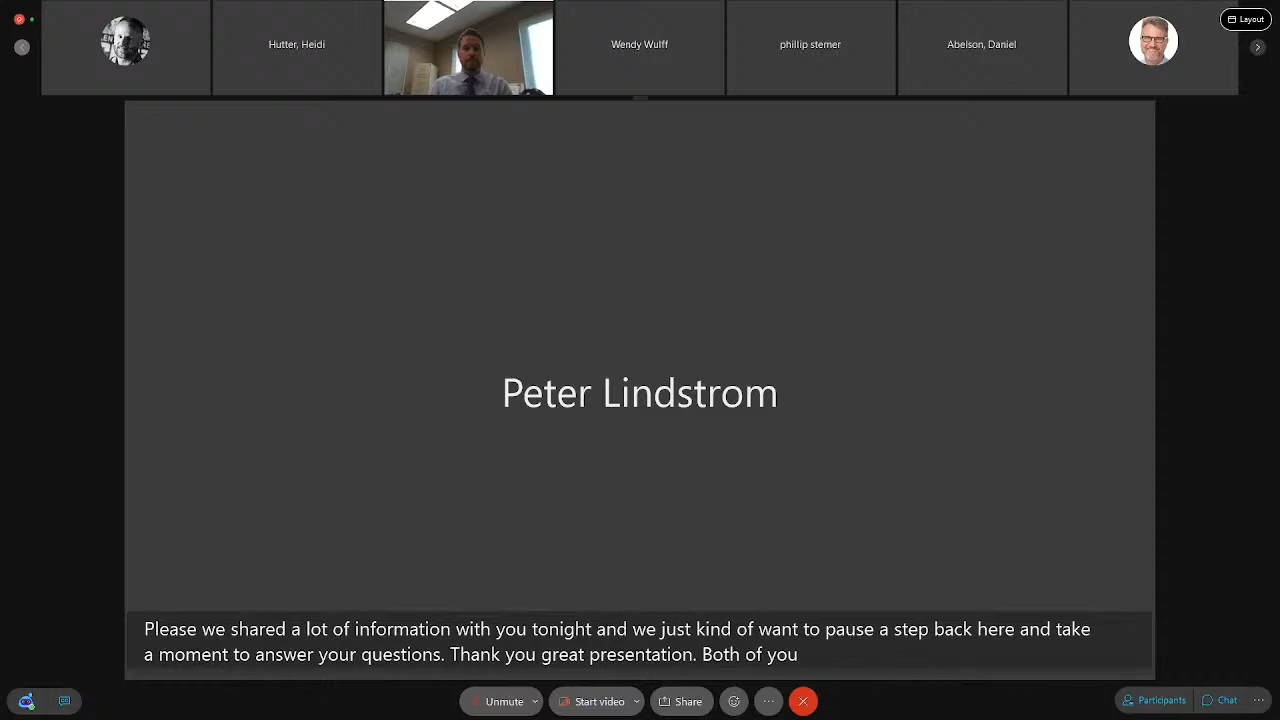 Layout
Hutter, Heidi
Wendy Wulff
phillip sterner
Abelson, Daniel
Peter Lindstrom
Please we shared a lot of information with you tonight and we just kind of want to pause a step back here and take
a moment to answer your questions. Thank you great presentation. Both of you
Unmute
Start video
Share
Participants
Chat